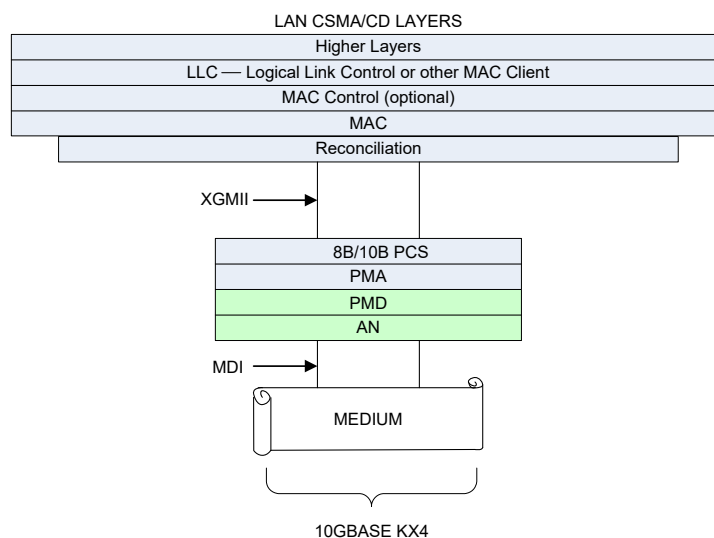 LAN CSMA/CD LAYERS
Higher Layers
LLC — Logical Link Control or other MAC Client
MAC Control (optional)
MAC
Reconciliation
XGMII
8B/10B PCS
PMA
PMD
AN
MDI
MEDIUM
10GBASE KX4